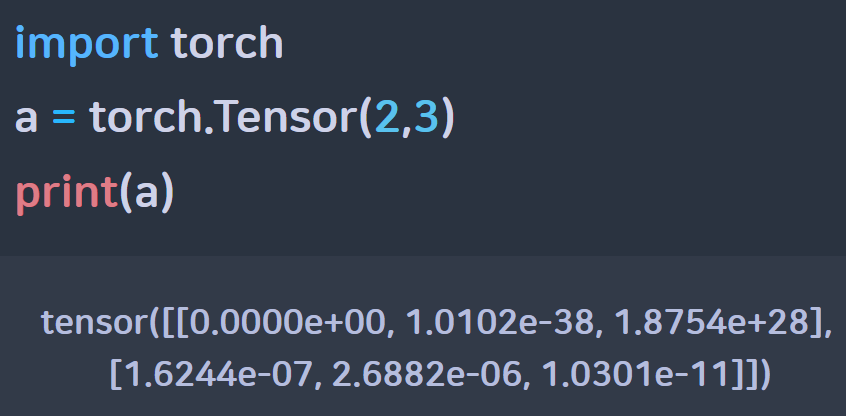 import torch
a = torch.Tensor(2,3)
print(a)
tensor([[0.0000e+00, 1.0102e-38, 1.8754e+28],
[1.6244e-07, 2.6882e-06, 1.0301e-11]])